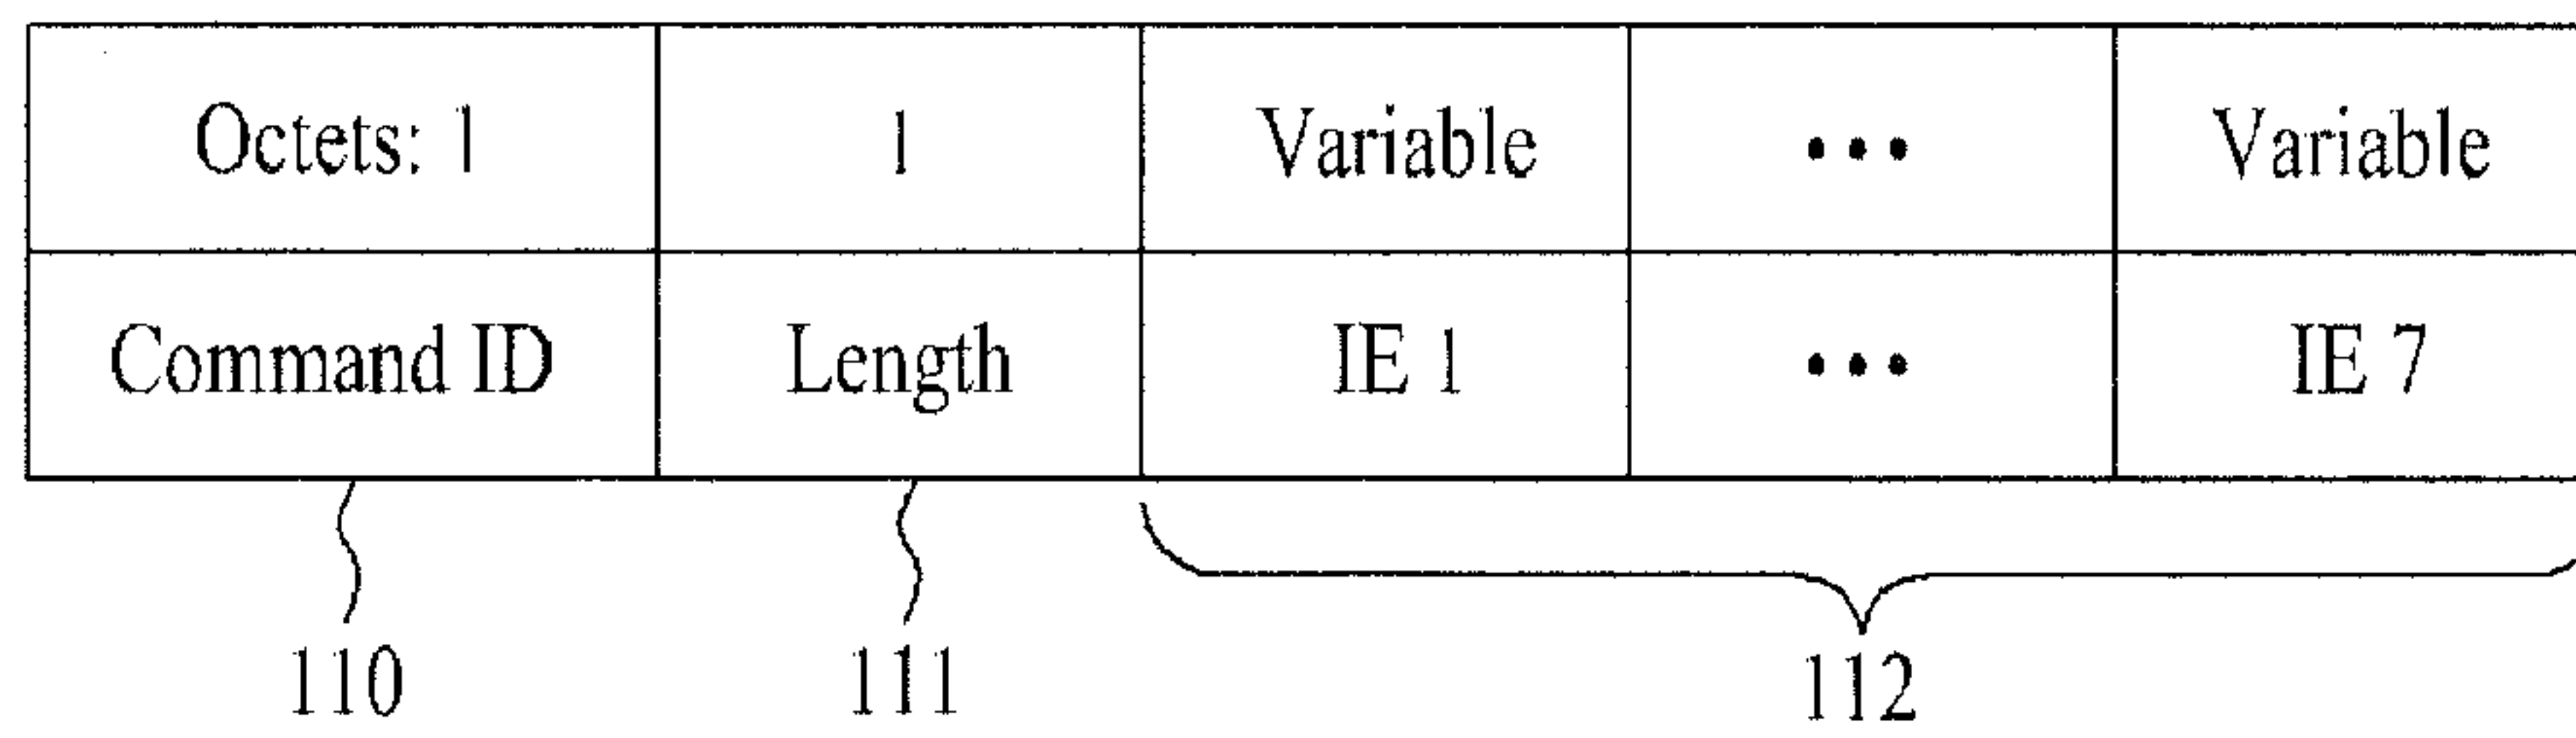 Octets: 1 1 Variable ••• Variable
Command ID Length IE 1 ••• IE 7
110 111 112